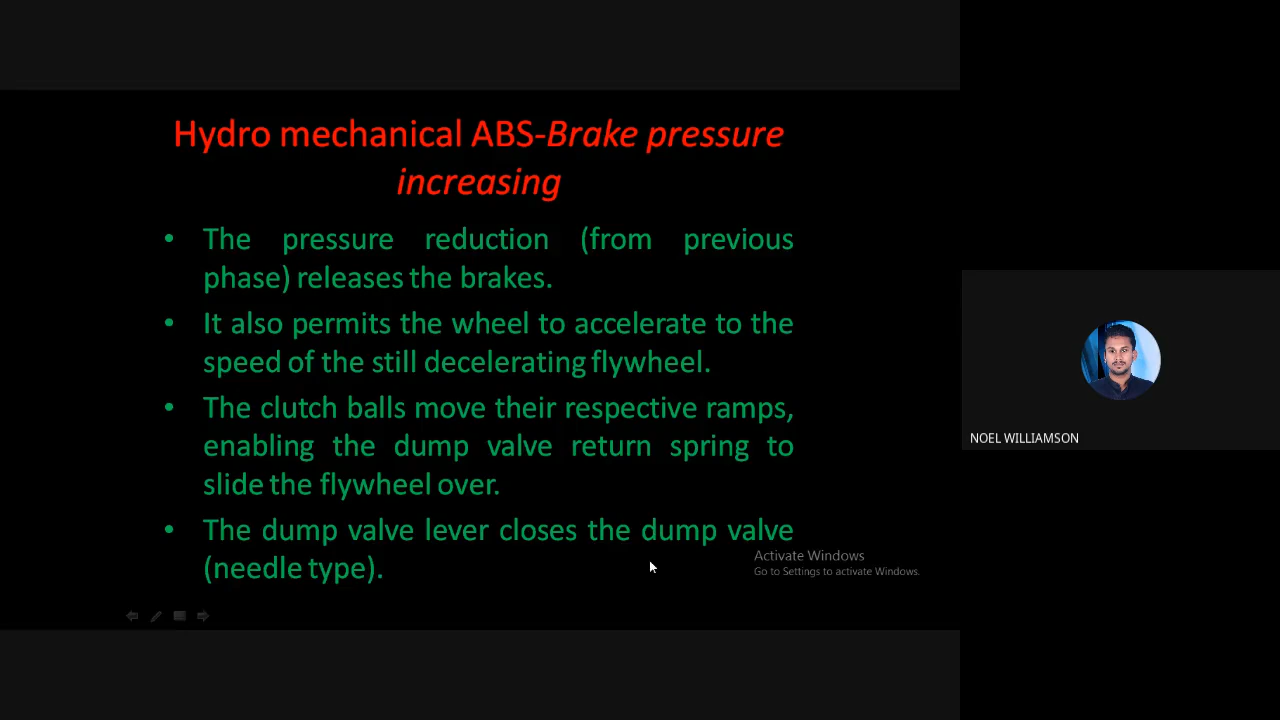 Hydro mechanical ABS-Brake pressure
increasing
• The pressure reduction (from previous
phase) releases the brakes.
• It also permits the wheel to accelerate to the
speed of the still decelerating flywheel.
• The clutch balls move their respective ramps,
enabling the dump valve return spring to
slide the flywheel over.
• The dump valve lever closes the dump valve
(needle type).
Activate Windows
Go to Settings to activate Windows.
NOEL WILLIAMSON